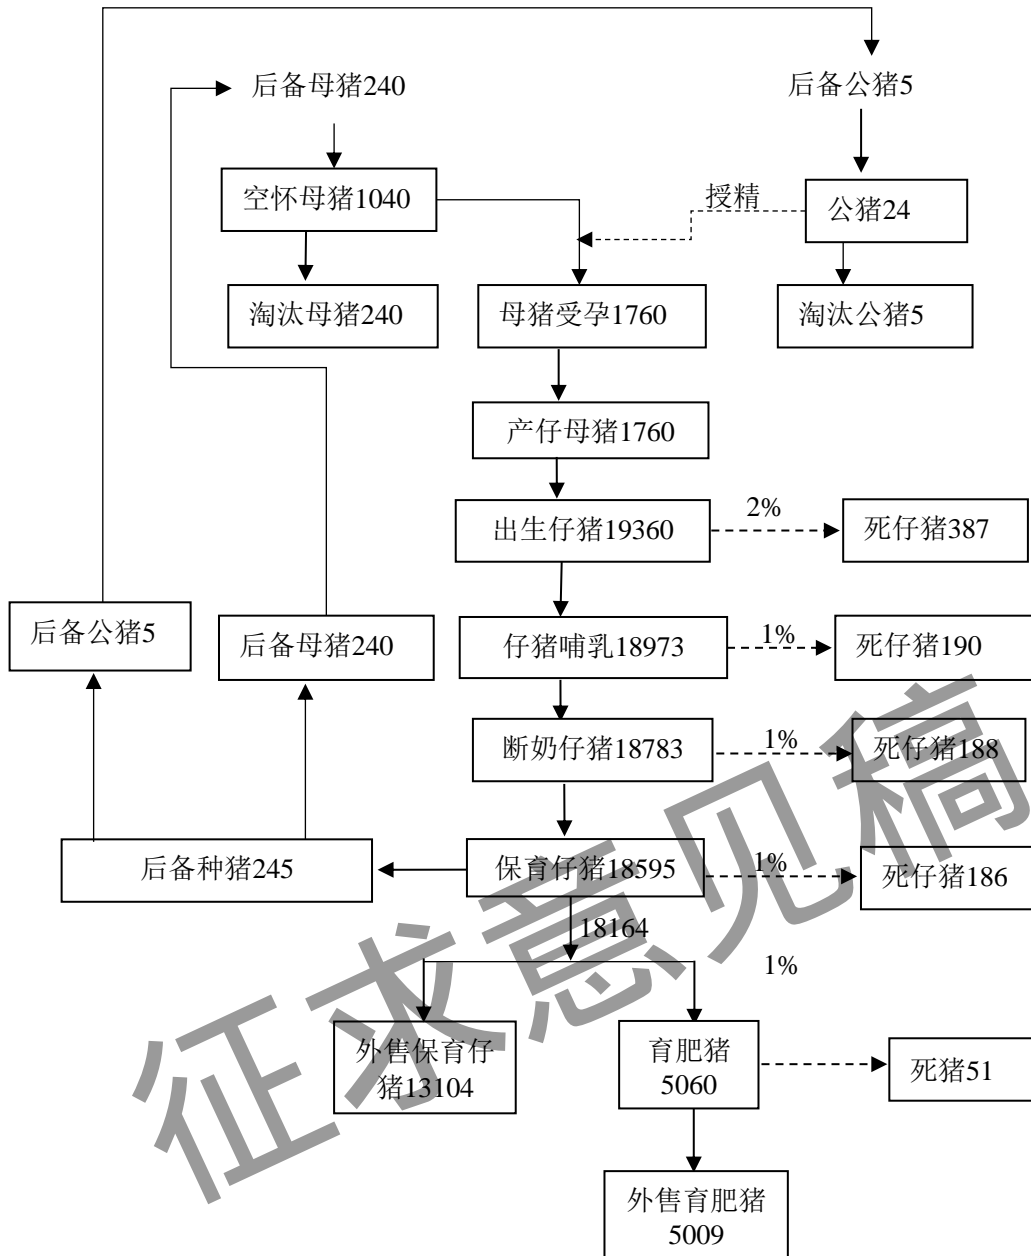 后备母猪240
后备公猪5
空怀母猪1040
授精
公猪24
淘汰母猪240
母猪受孕1760
淘汰公猪5
产仔母猪1760
出生仔猪19360
2%
死仔猪387
后备公猪5
后备母猪240
仔猪哺乳18973
1%
死仔猪190
断奶仔猪18783
1%
死仔猪188
后备种猪245
保育仔猪18595
1%
死仔猪186
18164
1%
外售保育仔
猪13104
育肥猪
5060
死猪51
外售育肥猪
5009
征求意见稿